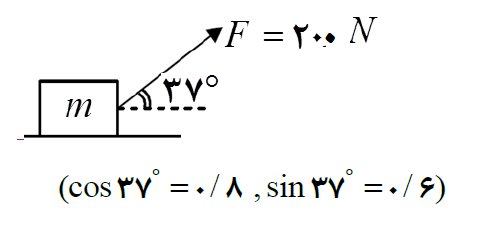 F = ۲۰۰ N
۳۷°
m
(cos ۳۷° = ۰/۸ , sin ۳۷° = ۰/۶)